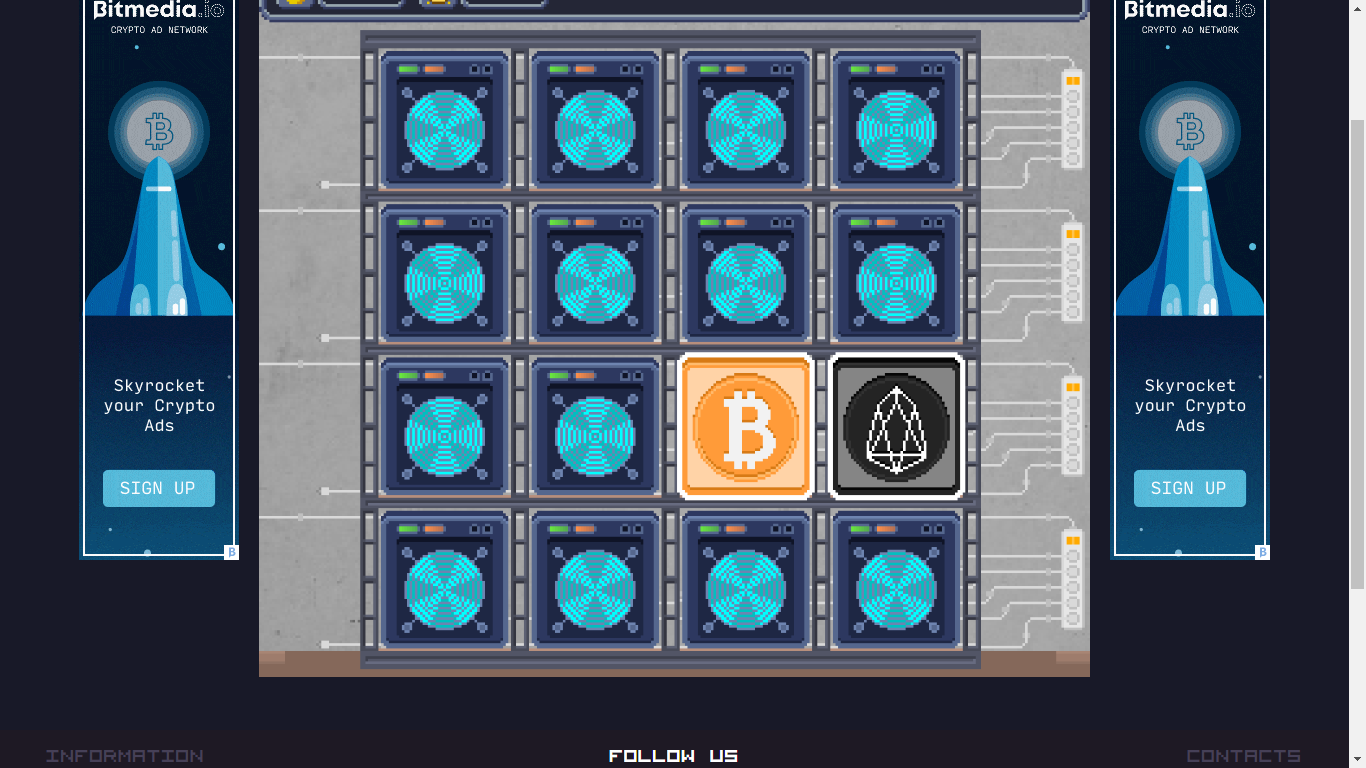 Bitmedia.io
CRYPTO AD NETWORK
Skyrocket
your Crypto
Ads
SIGN UP
Bitmedia.io
CRYPTO AD NETWORK
Skyrocket
your Crypto
Ads
SIGN UP
INFORMATION
FOLLOW US
CONTACTS